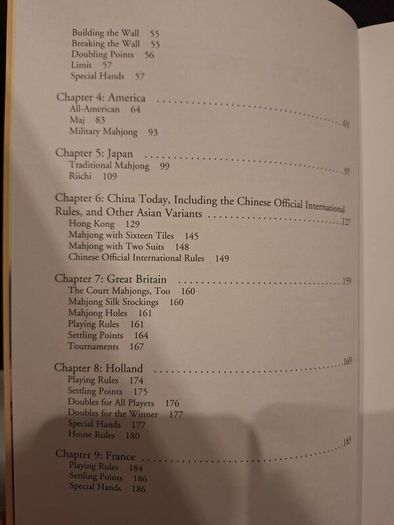 Building the Wall 55
Breaking the Wall 55
Doubling Points 56
Limit 57
Special Hands 57
Chapter 4: America
All-American 64
Maj 83
Military Mahjong 93
Chapter 5: Japan
Traditional Mahjong 99
Riichi 109
Chapter 6: China Today, Including the Chinese Official International
Rules, and Other Asian Variants 127
Hong Kong 129
Mahjong with Sixteen Tiles 145
Mahjong with Two Suits 148
Chinese Official International Rules 149
Chapter 7: Great Britain 159
The Court Mahjongs, Too 160
Mahjong Silk Stockings 160
Mahjong Holes 161
Playing Rules 161
Settling Points 164
Tournaments 167
Chapter 8: Holland 169
Playing Rules 174
Settling Points 175
Doubles for All Players 176
Doubles for the Winner 177
Special Hands 177
House Rules 180
Chapter 9: France 183
Playing Rules 184
Settling Points 186
Special Hands 186